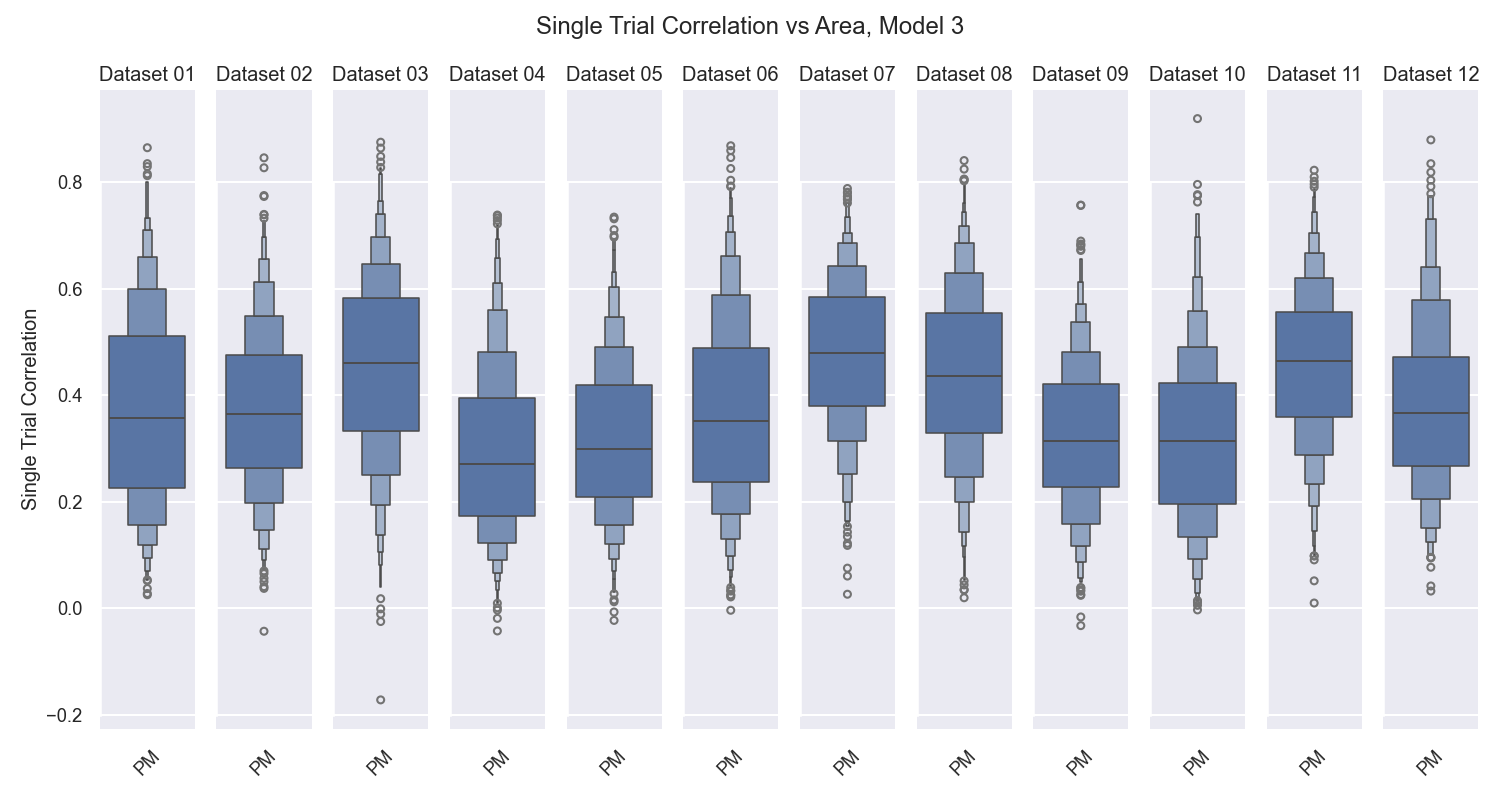 Single Trial Correlation vs Area, Model 3
Dataset 01 Dataset 02 Dataset 03 Dataset 04 Dataset 05 Dataset 06 Dataset 07 Dataset 08 Dataset 09 Dataset 10 Dataset 11 Dataset 12
Single Trial Correlation
0.8
0.6
0.4
0.2
0.0
−0.2
PM PM PM PM PM PM PM PM PM PM PM PM